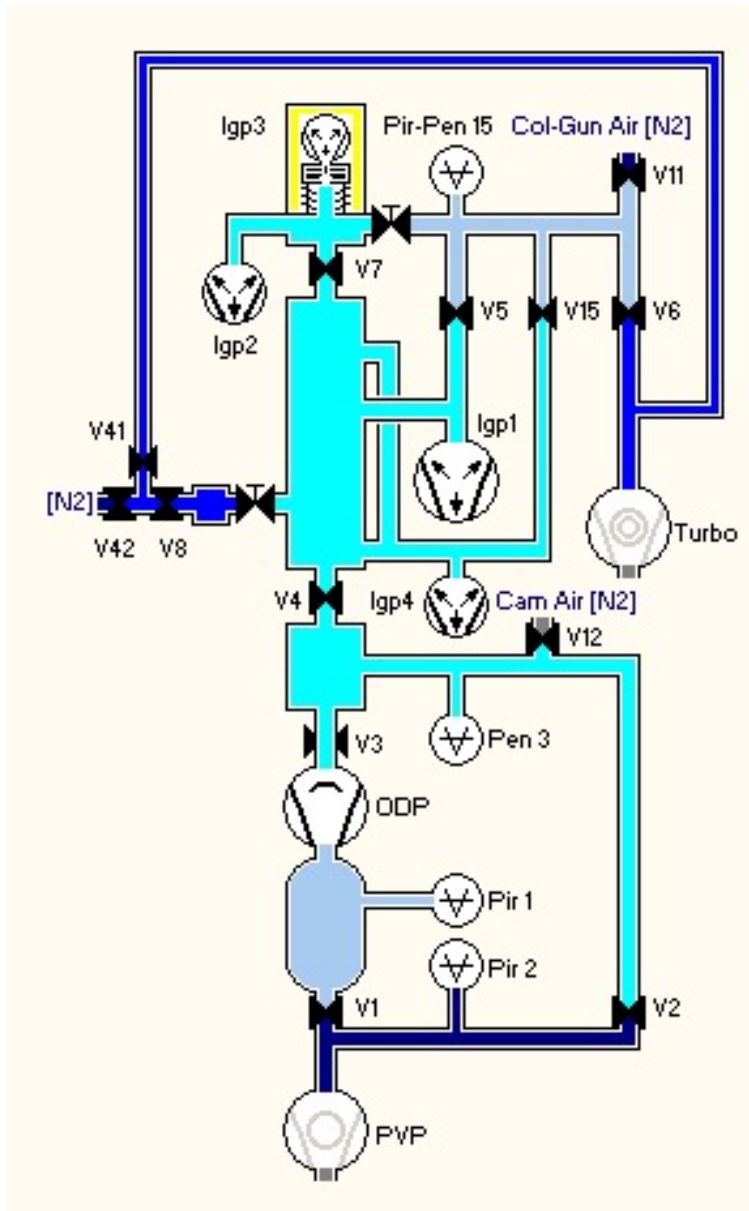 Igp3
Pir-Pen 15
Col-Gun Air [N2]
V11
V7
Igp2
V5
V15
V6
V41
Igp1
[N2]
V42
V8
Turbo
V4
Igp4
Cam Air [N2]
V12
V3
Pen 3
ODP
Pir 1
Pir 2
V1
V2
PVP